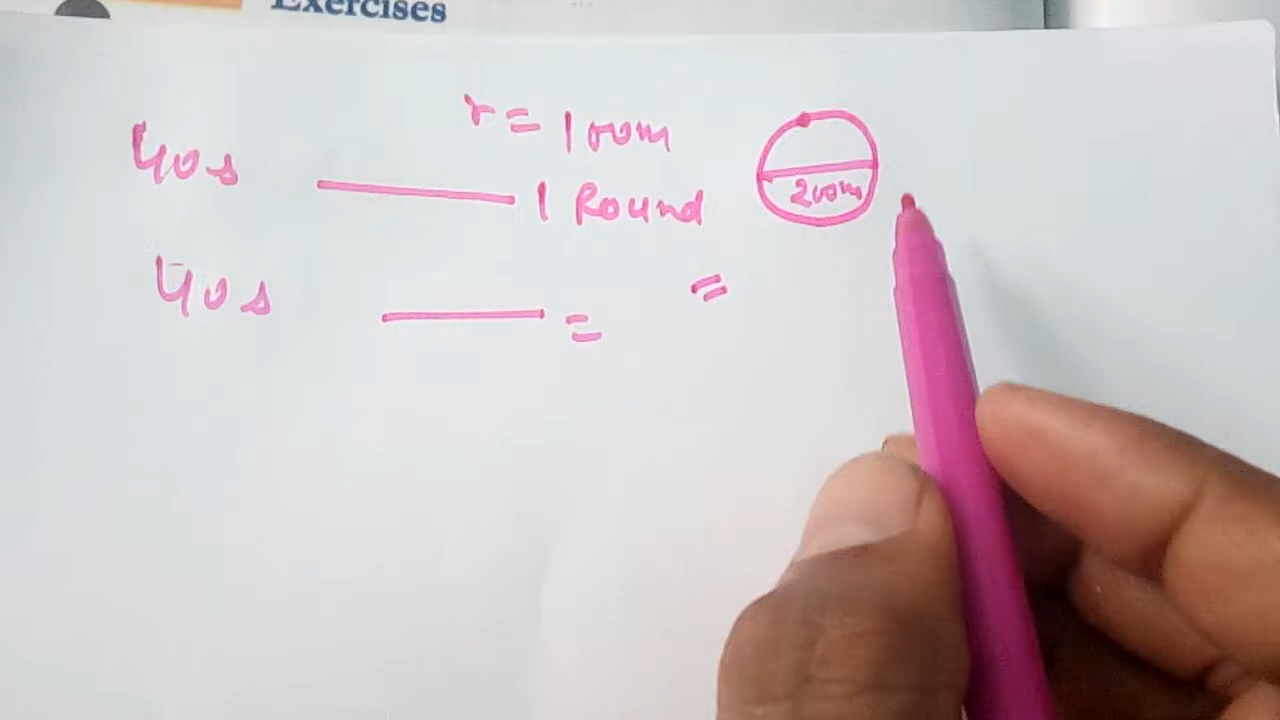 Exercises
r = 100m
40s — 1 Round
200m
=
40s — =